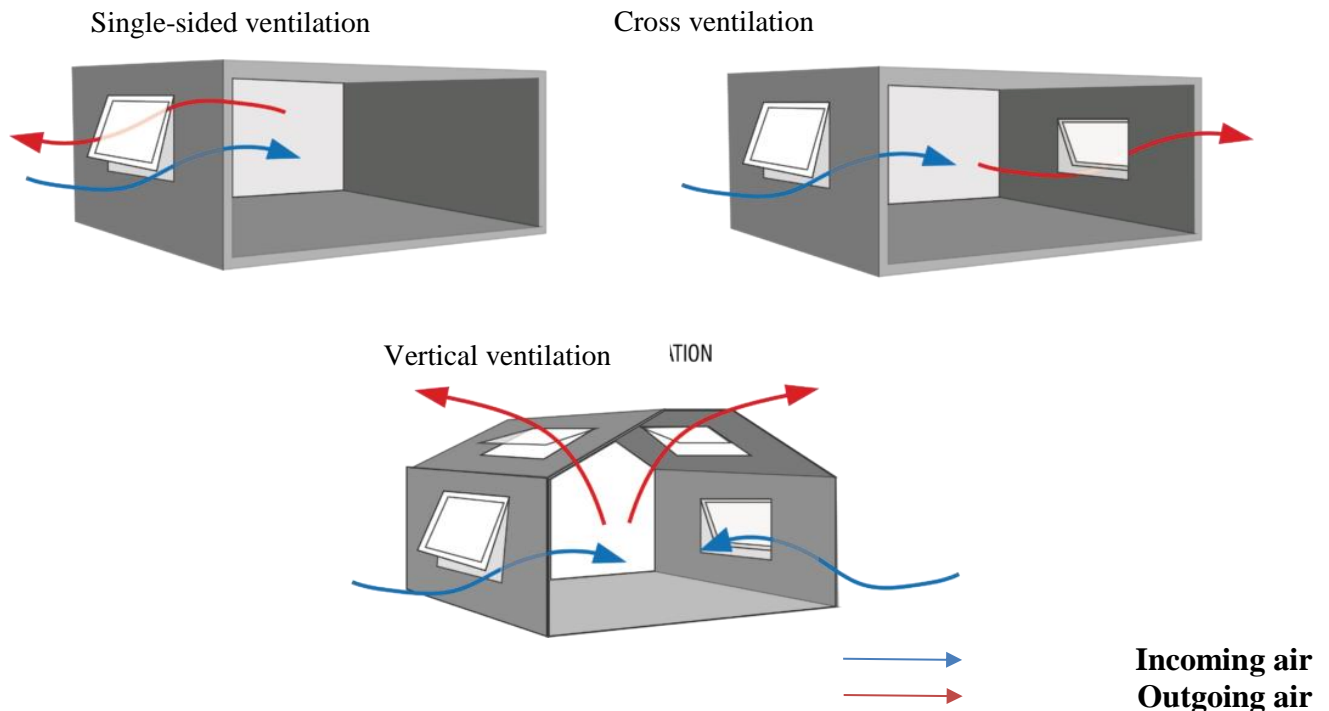 Single-sided ventilation
Cross ventilation
Vertical ventilation
ATION
Incoming air
Outgoing air